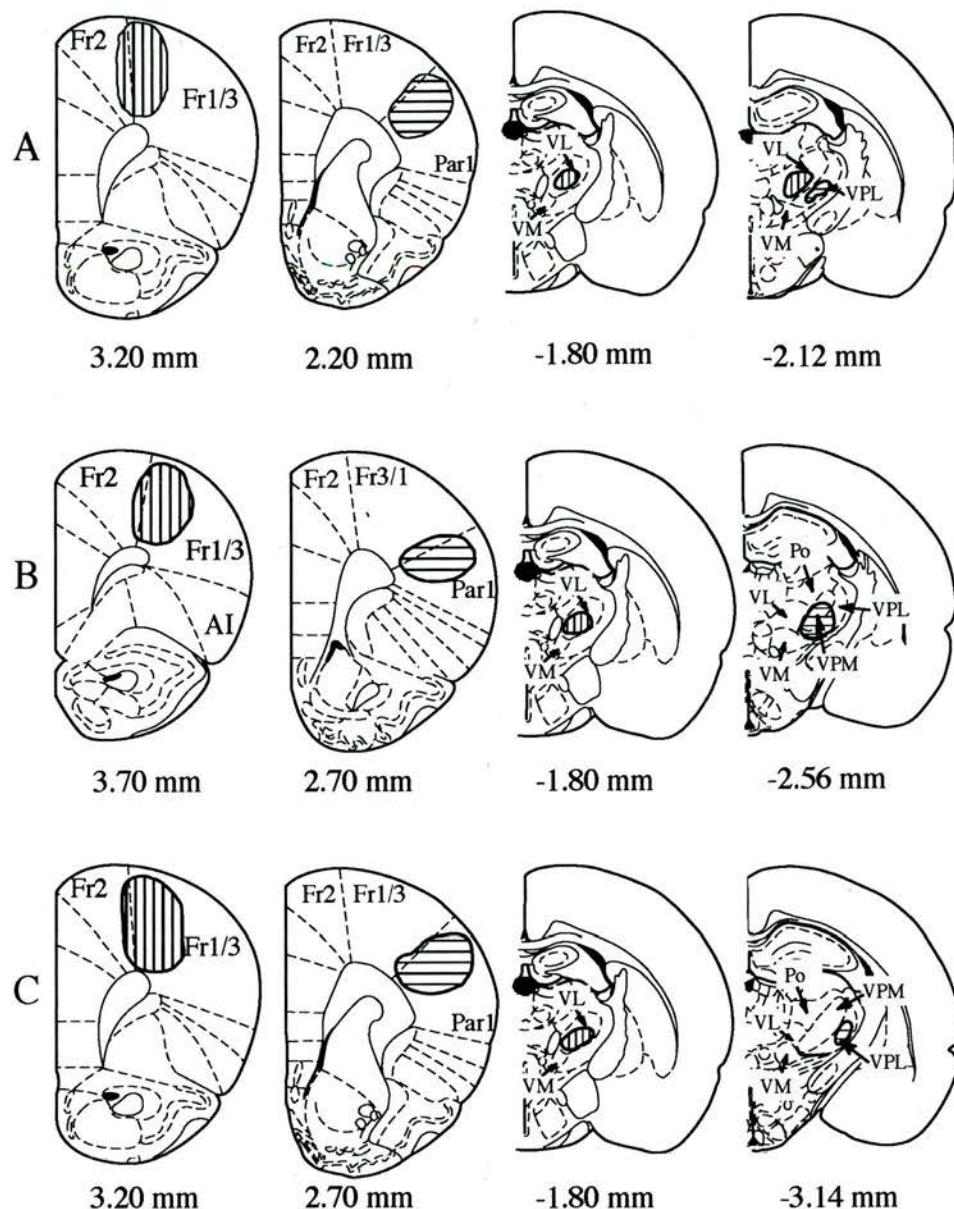 A
Fr2
Fr1/3
3.20 mm
Fr2 Fr1/3
Par1
2.20 mm
VL
VM
-1.80 mm
VL
VPL
VM
-2.12 mm
B
Fr2
Fr1/3
AI
3.70 mm
Fr2 Fr3/1
Par1
2.70 mm
VL
VM
-1.80 mm
Po
VL
VPL
VM
VPM
-2.56 mm
C
Fr2
Fr1/3
3.20 mm
Fr2 Fr1/3
Par1
2.70 mm
VL
VM
-1.80 mm
Po
VPM
VL
VPL
VM
-3.14 mm